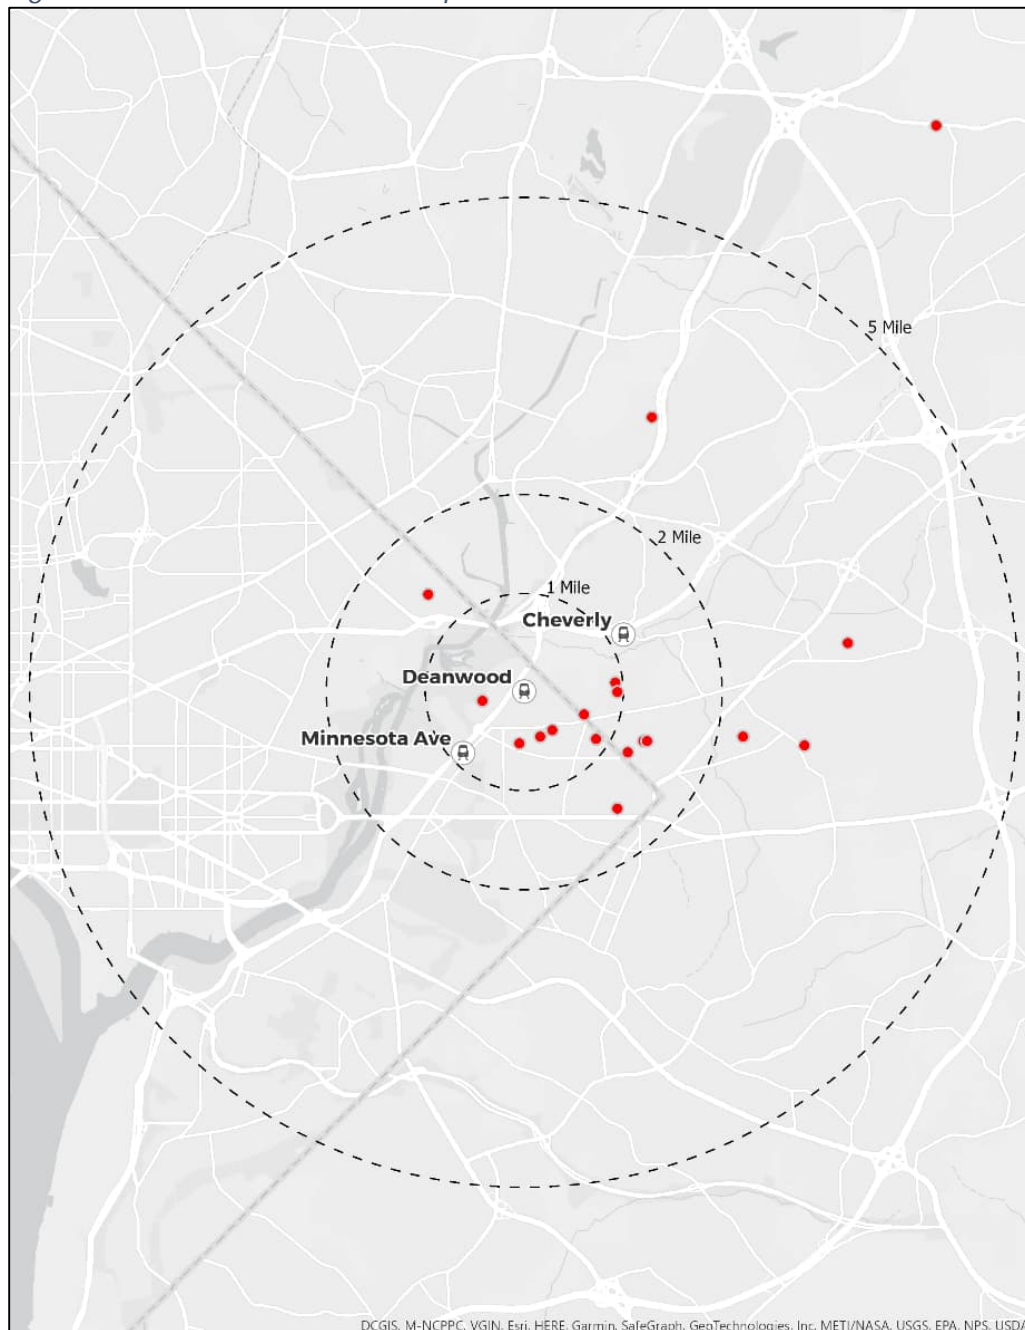 5 Mile
2 Mile
1 Mile
Cheverly
Deanwood
Minnesota Ave
DCGIS, M-NCPPC, VGIN, Esri, HERE, Garmin, SafeGraph, GeoTechnologies, Inc, METI/NASA, USGS, EPA, NPS, USDA